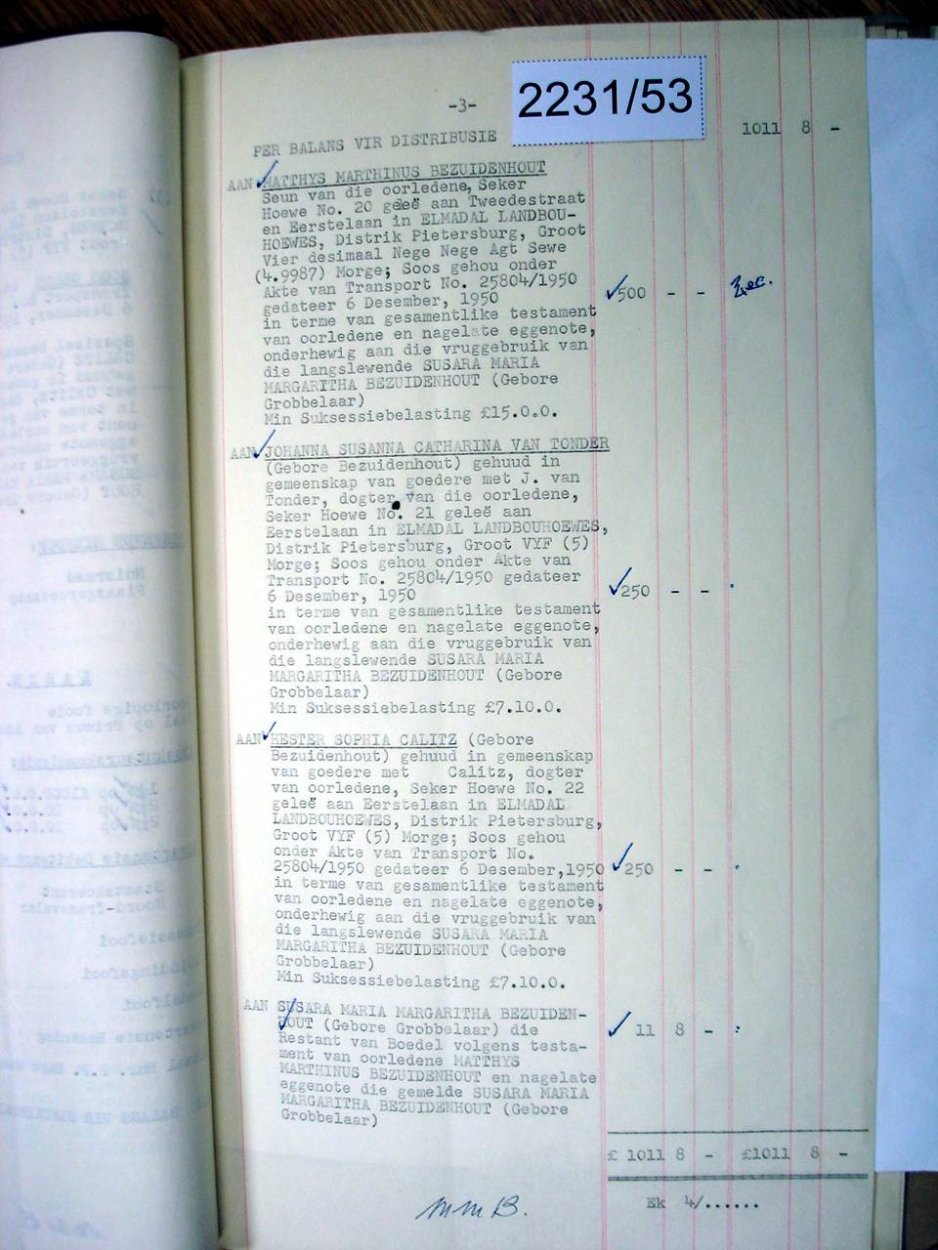 2231/53
-3-
PER BALANS VIR DISTRIBUSIE 1011 8 -
AAN MATTHYS MARTHINUS BEZUIDENHOUT
Seun van die oorledene, Seker
Hoewe No. 20 geleë aan Tweedestraat
en Eerstelaan in ELMADAL LANDBOU-
HOEWES, Distrik Pietersburg, Groot
Vier desimaal Nege Nege Agt Sewe
(4.9987) Morge; Soos gehou onder
Akte van Transport No. 25804/1950
gedateer 6 Desember, 1950 500 - -
in terme van gesamentlike testament
van oorledene en nagelate eggenote,
onderhewig aan die vruggebruik van
die langslewende SUSARA MARIA
MARGARITHA BEZUIDENHOUT (Gebore
Grobbelaar)
Min Suksessiebelasting £15.0.0.
AAN JOHANNA SUSANNA CATHARINA VAN TONDER
(Gebore Bezuidenhout) gehuud in
gemeenskap van goedere met J. van
Tonder, dogter van die oorledene,
Seker Hoewe No. 21 geleë aan
Eerstelaan in ELMADAL LANDBOUHOEWES,
Distrik Pietersburg, Groot VYF (5)
Morge; Soos gehou onder Akte van
Transport No. 25804/1950 gedateer
6 Desember, 1950 250 - -
in terme van gesamentlike testament
van oorledene en nagelate eggenote,
onderhewig aan die vruggebruik van
die langslewende SUSARA MARIA
MARGARITHA BEZUIDENHOUT (Gebore
Grobbelaar)
Min Suksessiebelasting £7.10.0.
AAN HESTER SOPHIA CALITZ (Gebore
Bezuidenhout) gehuud in gemeenskap
van goedere met Calitz, dogter
van oorledene, Seker Hoewe No. 22
geleë aan Eerstelaan in ELMADAL
LANDBOUHOEWES, Distrik Pietersburg,
Groot VYF (5) Morge; Soos gehou
onder Akte van Transport No.
25804/1950 gedateer 6 Desember,1950 250 - -
in terme van gesamentlike testament
van oorledene en nagelate eggenote,
onderhewig aan die vruggebruik van
die langslewende SUSARA MARIA
MARGARITHA BEZUIDENHOUT (Gebore
Grobbelaar)
Min Suksessiebelasting £7.10.0.
AAN SUSARA MARIA MARGARITHA BEZUIDEN-
HOUT (Gebore Grobbelaar) die 11 8 -
Restant van Boedel volgens testa-
ment van oorledene MATTHYS
MARTHINUS BEZUIDENHOUT en nagelate
eggenote die gemelde SUSARA MARIA
MARGARITHA BEZUIDENHOUT (Gebore
Grobbelaar)
£ 1011 8 - £1011 8 -
Ek 4/......
MMB.